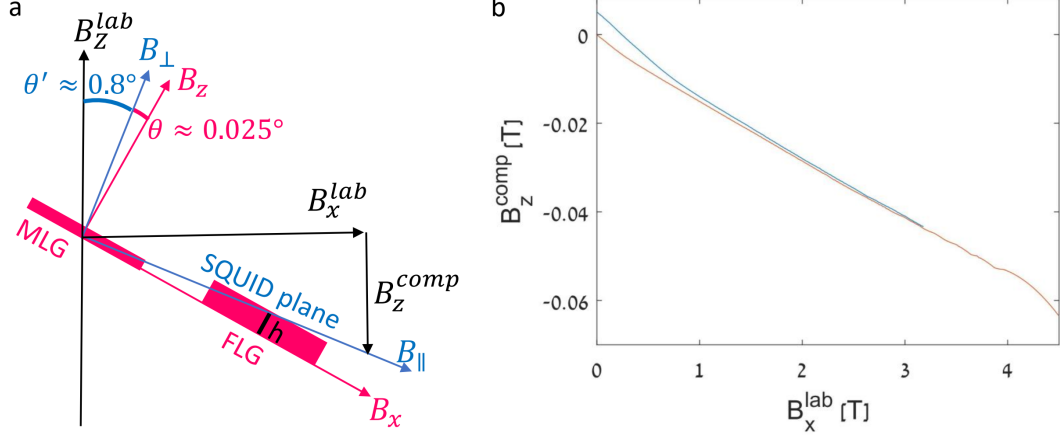 a
B_z^lab
B_⊥
B_z
θ′ ≈ 0.8°
θ ≈ 0.025°
B_x^lab
MLG
SQUID plane
B_z^comp
h
FLG
B_∥
B_x
b
0
-0.02
-0.04
-0.06
B_z^comp [T]
0 1 2 3 4
B_x^lab [T]